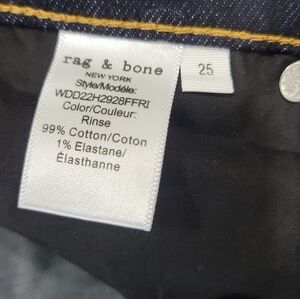 rag & bone
NEW YORK
Style/Modèle:
WDD22H2928FFRI
Color/Couleur:
Rinse
99% Cotton/Coton
1% Elastane/
Élasthanne
25